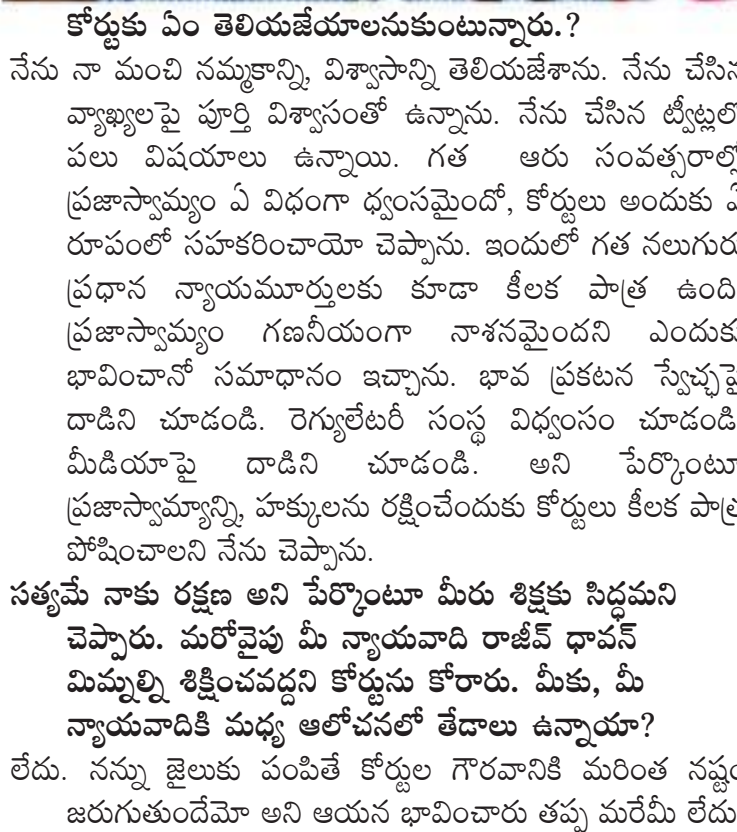 కోర్టుకు ఏం తెలియజేయాలనుకుంటున్నారు.?
నేను నా మంచి నమ్మకాన్ని, విశ్వాసాన్ని తెలియజేశాను. నేను చేసిన
వ్యాఖ్యలపై పూర్తి విశ్వాసంతో ఉన్నాను. నేను చేసిన ట్వీట్లలో
పలు విషయాలు ఉన్నాయి. గత ఆరు సంవత్సరాల్లో
ప్రజాస్వామ్యం ఏ విధంగా ధ్వంసమైందో, కోర్టులు అందుకు ఏ
రూపంలో సహకరించాయో చెప్పాను. ఇందులో గత నలుగురు
ప్రధాన న్యాయమూర్తులకు కూడా కీలక పాత్ర ఉంది
ప్రజాస్వామ్యం గణనీయంగా నాశనమైందని ఎందుకు
భావించానో సమాధానం ఇచ్చాను. భావ ప్రకటన స్వేచ్ఛపై
దాడిని చూడండి. రెగ్యులేటరీ సంస్థ విధ్వంసం చూడండి
మీడియాపై దాడిని చూడండి. అని పేర్కొంటూ
ప్రజాస్వామ్యాన్ని, హక్కులను రక్షించేందుకు కోర్టులు కీలక పాత్ర
పోషించాలని నేను చెప్పాను.
సత్యమే నాకు రక్షణ అని పేర్కొంటూ మీరు శిక్షకు సిద్ధమని
చెప్పారు. మరోవైపు మీ న్యాయవాది రాజీవ్ ధావన్
మిమ్మల్ని శిక్షించవద్దని కోర్టును కోరారు. మీకు, మీ
న్యాయవాదికి మధ్య ఆలోచనలో తేడాలు ఉన్నాయా?
లేదు. నన్ను జైలుకు పంపితే కోర్టుల గౌరవానికి మరింత నష్టం
జరుగుతుందేమో అని ఆయన భావించారు తప్ప మరేమీ లేదు